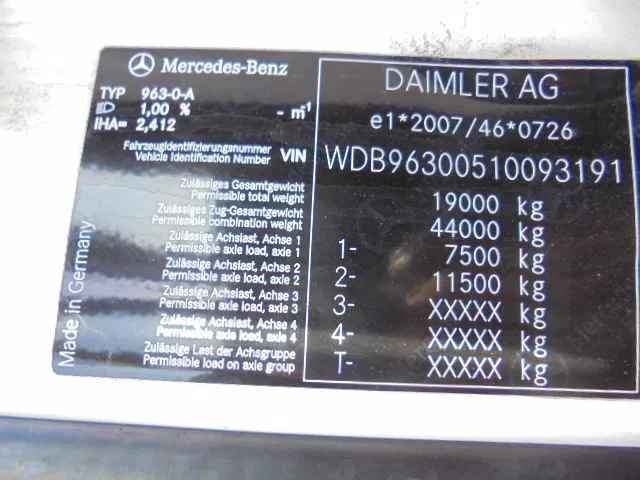 Mercedes-Benz
TYP 963-0-A
1,00 % - m⁻¹
IHA= 2,412
DAIMLER AG
e1*2007/46*0726
Fahrzeugidentifizierungsnummer
Vehicle Identification Number VIN WDB96300510093191
Zulässiges Gesamtgewicht
Permissible total weight 19000 kg
Zulässiges Zug-Gesamtgewicht
Permissible combination weight 44000 kg
Zulässige Achslast, Achse 1
Permissible axle load, axle 1 1- 7500 kg
Zulässige Achslast, Achse 2
Permissible axle load, axle 2 2- 11500 kg
Zulässige Achslast, Achse 3
Permissible axle load, axle 3 3- XXXXX kg
Zulässige Achslast, Achse 4
Permissible axle load, axle 4 4- XXXXX kg
Zulässige Last der Achsgruppe
Permissible load on axle group T- XXXXX kg
Made in Germany